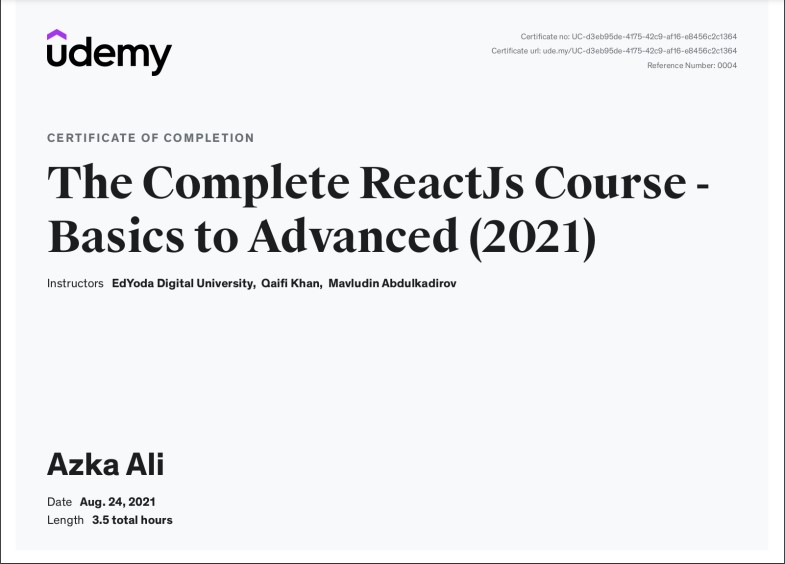 udemy
Certificate no: UC-d3eb95de-4f75-42c9-af16-e8456c2c1364
Certificate url: ude.my/UC-d3eb95de-4f75-42c9-af16-e8456c2c1364
Reference Number: 0004
CERTIFICATE OF COMPLETION
The Complete ReactJs Course -
Basics to Advanced (2021)
Instructors EdYoda Digital University, Qaifi Khan, Mavludin Abdulkadirov
Azka Ali
Date Aug. 24, 2021
Length 3.5 total hours